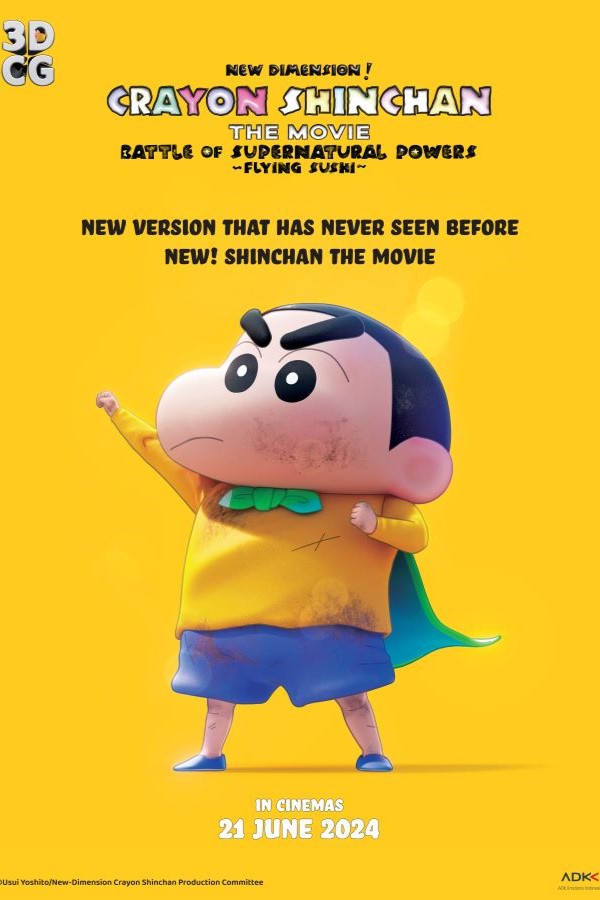 3D
CG
NEW DIMENSION!
CRAYON SHINCHAN
THE MOVIE
BATTLE OF SUPERNATURAL POWERS
~FLYING SUSHI~
NEW VERSION THAT HAS NEVER SEEN BEFORE
NEW! SHINCHAN THE MOVIE
IN CINEMAS
21 JUNE 2024
©Usui Yoshito/New-Dimension Crayon Shinchan Production Committee
ADK
ADK Emotions